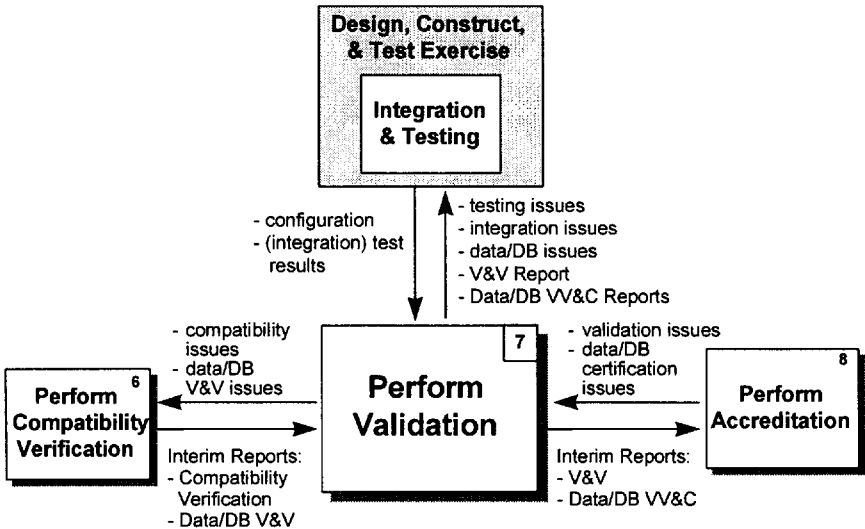 Design, Construct,
& Test Exercise
Integration
& Testing
- configuration
- (integration) test
results
- testing issues
- integration issues
- data/DB issues
- V&V Report
- Data/DB VV&C Reports
- compatibility
issues
- data/DB
V&V issues
7
Perform
Validation
- validation issues
- data/DB
certification
issues
6
Perform
Compatibility
Verification
8
Perform
Accreditation
Interim Reports:
- Compatibility
Verification
- Data/DB V&V
Interim Reports:
- V&V
- Data/DB VV&C